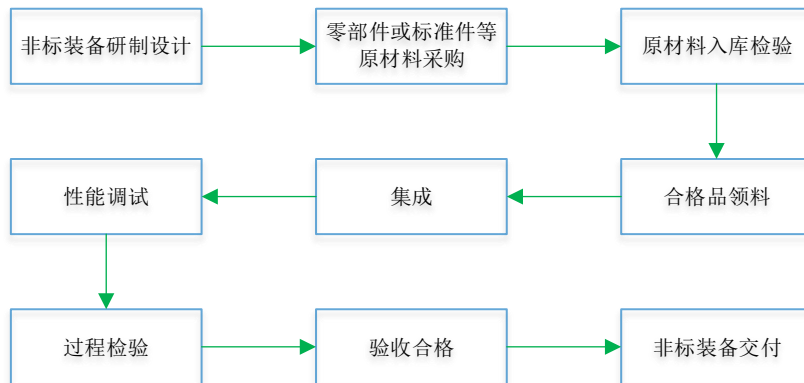 非标装备研制设计
零部件或标准件等
原材料采购
原材料入库检验
合格品领料
集成
性能调试
过程检验
验收合格
非标装备交付